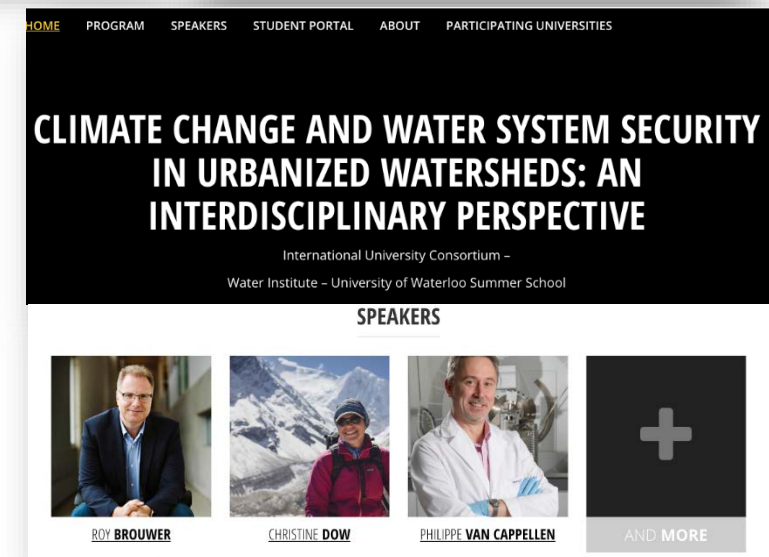 HOME PROGRAM SPEAKERS STUDENT PORTAL ABOUT PARTICIPATING UNIVERSITIES
CLIMATE CHANGE AND WATER SYSTEM SECURITY
IN URBANIZED WATERSHEDS: AN
INTERDISCIPLINARY PERSPECTIVE
International University Consortium –
Water Institute – University of Waterloo Summer School
SPEAKERS
ROY BROUWER CHRISTINE DOW PHILIPPE VAN CAPPELLEN AND MORE